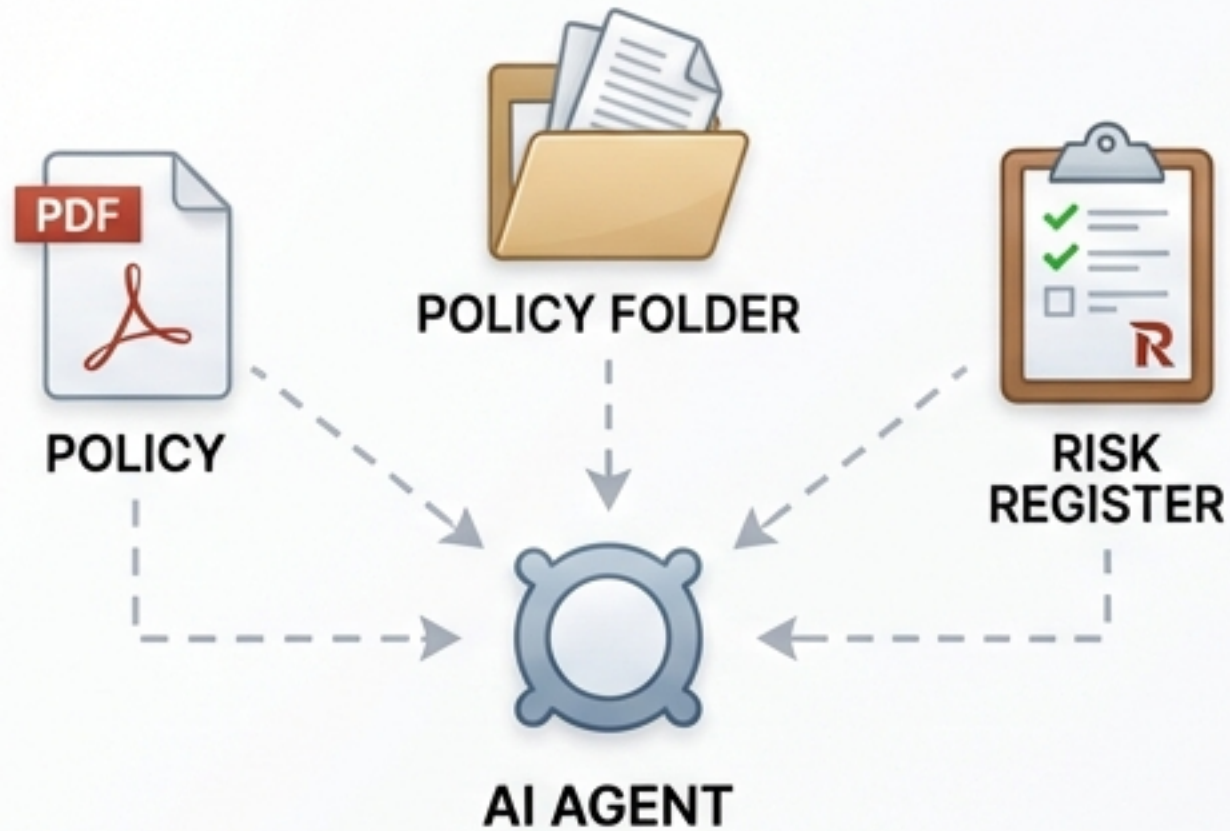 PDF
POLICY FOLDER
R
POLICY
RISK
REGISTER
AI AGENT